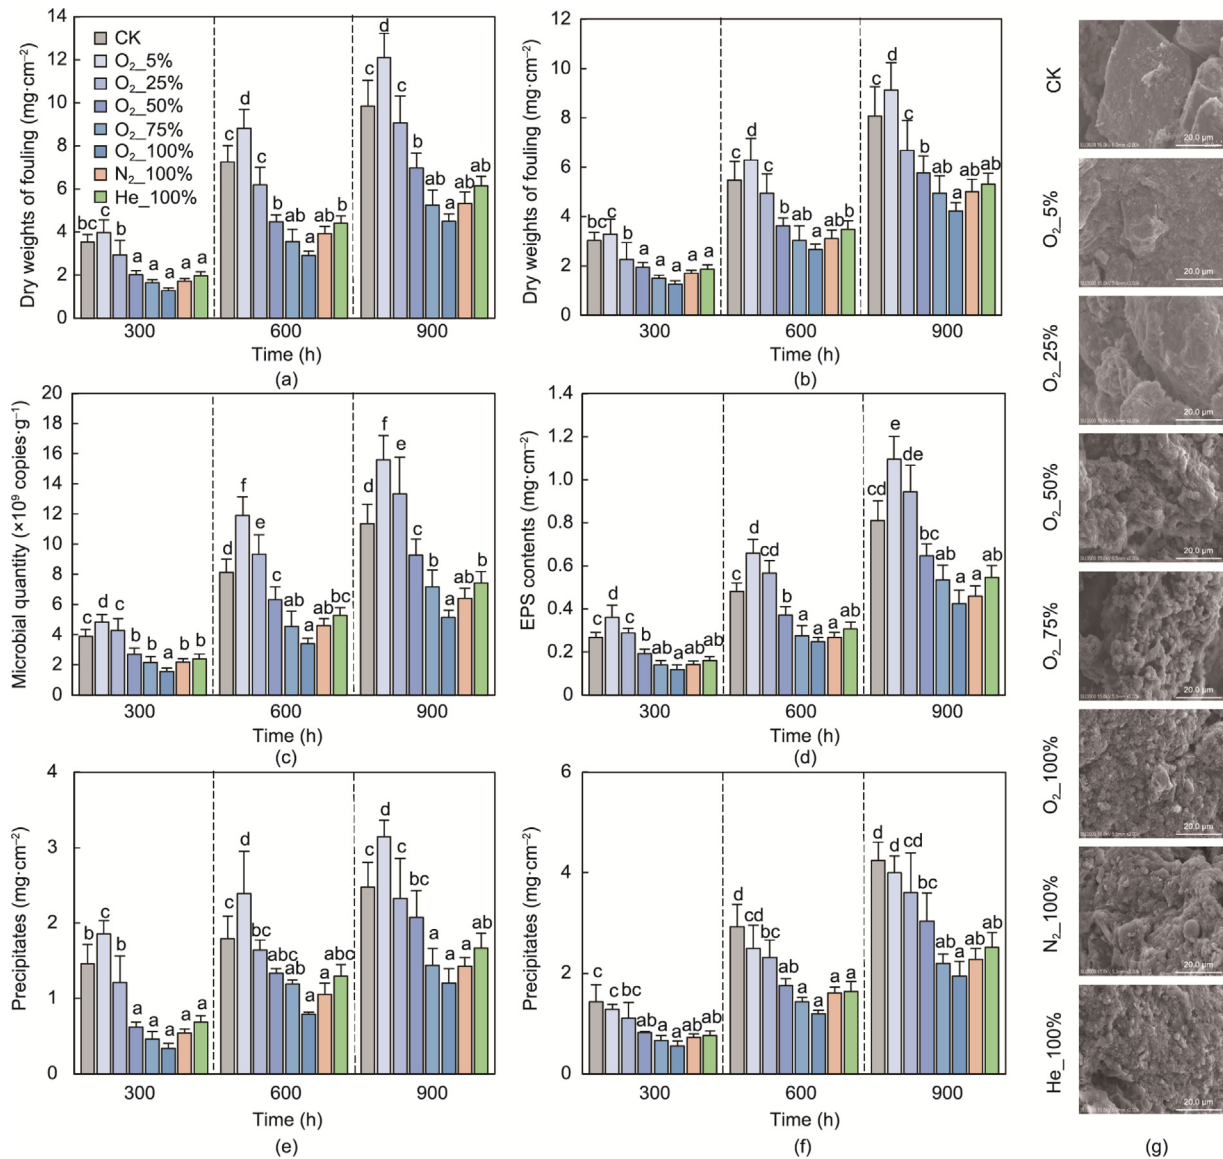 Dry weights of fouling (mg·cm⁻²)
14
12
10
8
6
4
2
0
CK
O₂_5%
O₂_25%
O₂_50%
O₂_75%
O₂_100%
N₂_100%
He_100%
bc c b a a a a a
c d c b ab a ab b
c d c b ab a ab ab
300 600 900
Time (h)
(a)
Dry weights of fouling (mg·cm⁻²)
12
10
8
6
4
2
0
bc c b a a a a a
c d c b ab a ab b
c d c b ab a ab ab
300 600 900
Time (h)
(b)
Microbial quantity (×10⁹ copies·g⁻¹)
20
18
16
14
12
10
8
6
4
2
0
c d c b b a b b
d f e c ab a ab bc
d f e c b a ab b
300 600 900
Time (h)
(c)
EPS contents (mg·cm⁻²)
1.4
1.2
1.0
0.8
0.6
0.4
0.2
0
c d c b ab a ab ab
c d cd b a a a ab
cd e de bc ab a a ab
300 600 900
Time (h)
(d)
Precipitates (mg·cm⁻²)
4
3
2
1
0
b c b a a a a a
c d bc abc ab a a abc
c d c bc a a a ab
300 600 900
Time (h)
(e)
Precipitates (mg·cm⁻²)
6
4
2
0
c c bc ab a a ab ab
d cd bc ab a a a a
d d cd bc a a ab ab
300 600 900
Time (h)
(f)
CK
20.0 µm
O₂_5%
20.0 µm
O₂_25%
20.0 µm
O₂_50%
20.0 µm
O₂_75%
20.0 µm
O₂_100%
20.0 µm
N₂_100%
20.0 µm
He_100%
20.0 µm
(g)